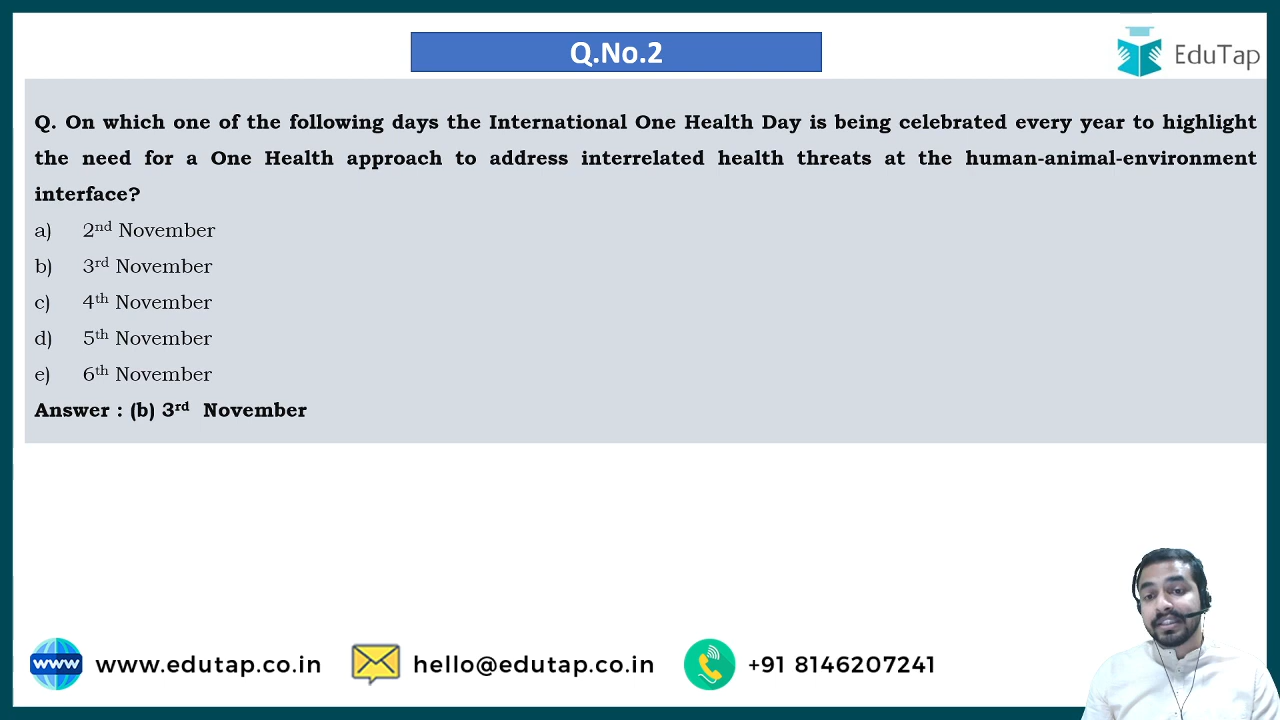 Q.No.2
EduTap
Q. On which one of the following days the International One Health Day is being celebrated every year to highlight
the need for a One Health approach to address interrelated health threats at the human-animal-environment
interface?
a) 2nd November
b) 3rd November
c) 4th November
d) 5th November
e) 6th November
Answer : (b) 3rd November
www www.edutap.co.in hello@edutap.co.in +91 8146207241